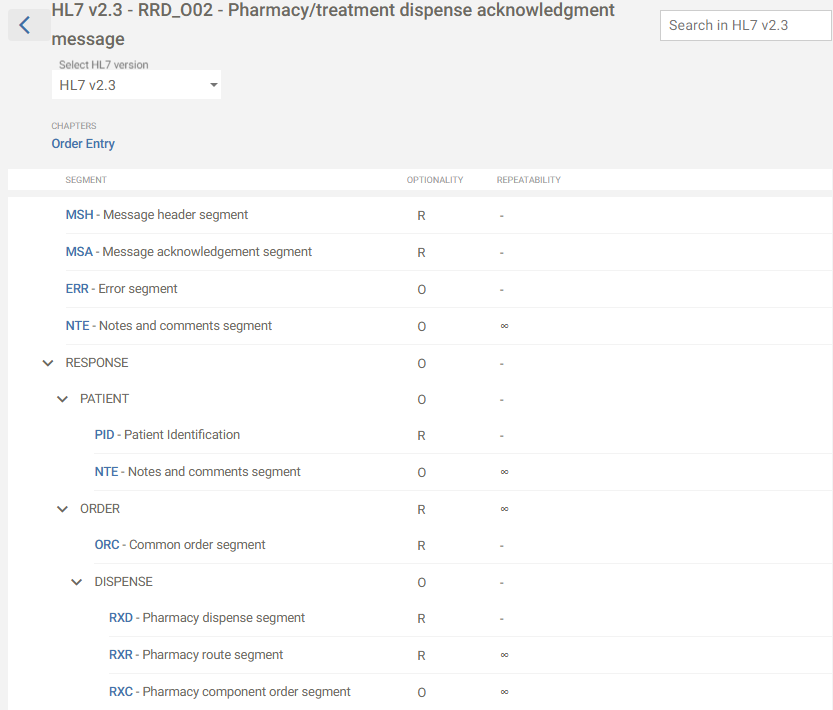 HL7 v2.3 - RRD_O02 - Pharmacy/treatment dispense acknowledgment
message
Search in HL7 v2.3
Select HL7 version
HL7 v2.3
CHAPTERS
Order Entry
SEGMENT OPTIONALITY REPEATABILITY
MSH - Message header segment R -
MSA - Message acknowledgement segment R -
ERR - Error segment O -
NTE - Notes and comments segment O ∞
RESPONSE O -
PATIENT O -
PID - Patient Identification R -
NTE - Notes and comments segment O ∞
ORDER R ∞
ORC - Common order segment R -
DISPENSE O -
RXD - Pharmacy dispense segment R -
RXR - Pharmacy route segment R ∞
RXC - Pharmacy component order segment O ∞